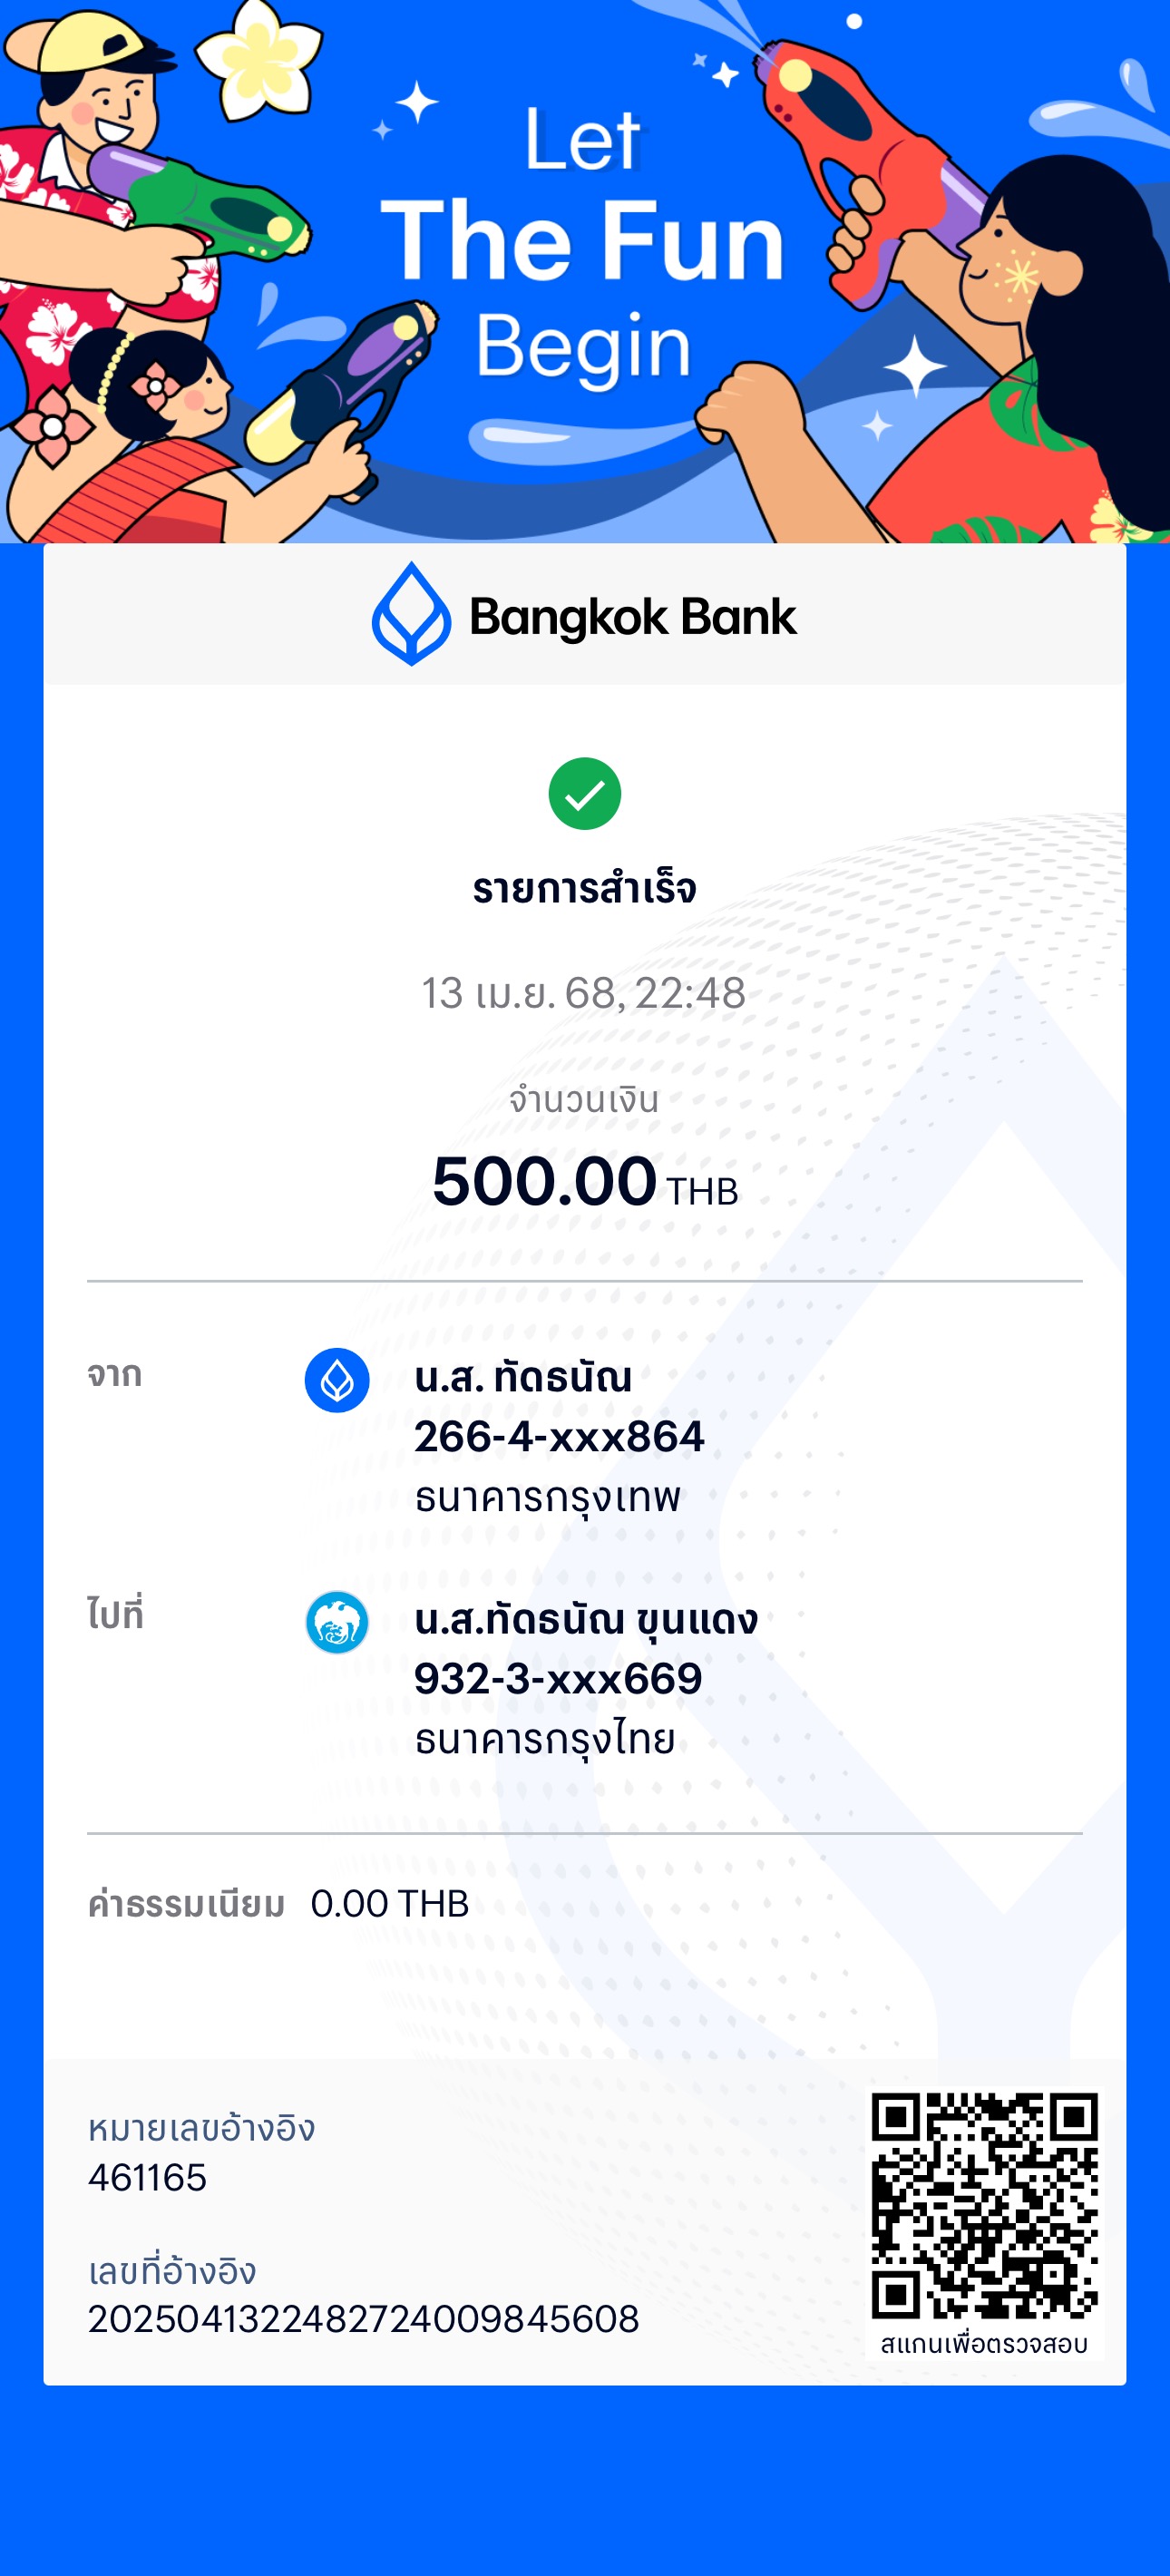 Let
The Fun
Begin
Bangkok Bank
รายการสำเร็จ
13 เม.ย. 68, 22:48
จำนวนเงิน
500.00 THB
จาก
น.ส. ทัดธนัณ
266-4-xxx864
ธนาคารกรุงเทพ
ไปที่
น.ส.ทัดธนัณ ขุนแดง
932-3-xxx669
ธนาคารกรุงไทย
ค่าธรรมเนียม 0.00 THB
หมายเลขอ้างอิง
461165
เลขที่อ้างอิง
2025041322482724009845608
สแกนเพื่อตรวจสอบ